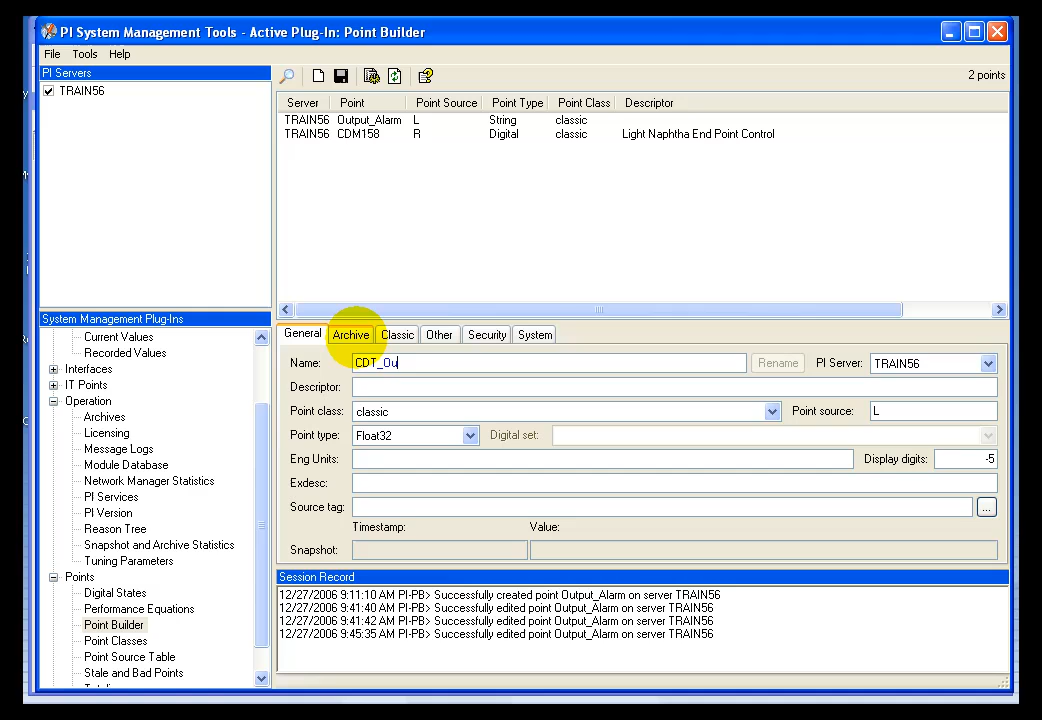 PI System Management Tools - Active Plug-In: Point Builder
File Tools Help
PI Servers
TRAIN56
2 points
Server Point Point Source Point Type Point Class Descriptor
TRAIN56 Output_Alarm L String classic
TRAIN56 CDM158 R Digital classic Light Naphtha End Point Control
System Management Plug-Ins
Current Values
Recorded Values
Interfaces
IT Points
Operation
Archives
Licensing
Message Logs
Module Database
Network Manager Statistics
PI Services
PI Version
Reason Tree
Snapshot and Archive Statistics
Tuning Parameters
Points
Digital States
Performance Equations
Point Builder
Point Classes
Point Source Table
Stale and Bad Points
General Archive Classic Other Security System
Name: CDT_Ou Rename PI Server: TRAIN56
Descriptor:
Point class: classic Point source: L
Point type: Float32 Digital set:
Eng Units: Display digits: -5
Exdesc:
Source tag: ...
Timestamp: Value:
Snapshot:
Session Record
12/27/2006 9:11:10 AM PI-PB> Successfully created point Output_Alarm on server TRAIN56
12/27/2006 9:41:40 AM PI-PB> Successfully edited point Output_Alarm on server TRAIN56
12/27/2006 9:41:42 AM PI-PB> Successfully edited point Output_Alarm on server TRAIN56
12/27/2006 9:45:35 AM PI-PB> Successfully edited point Output_Alarm on server TRAIN56